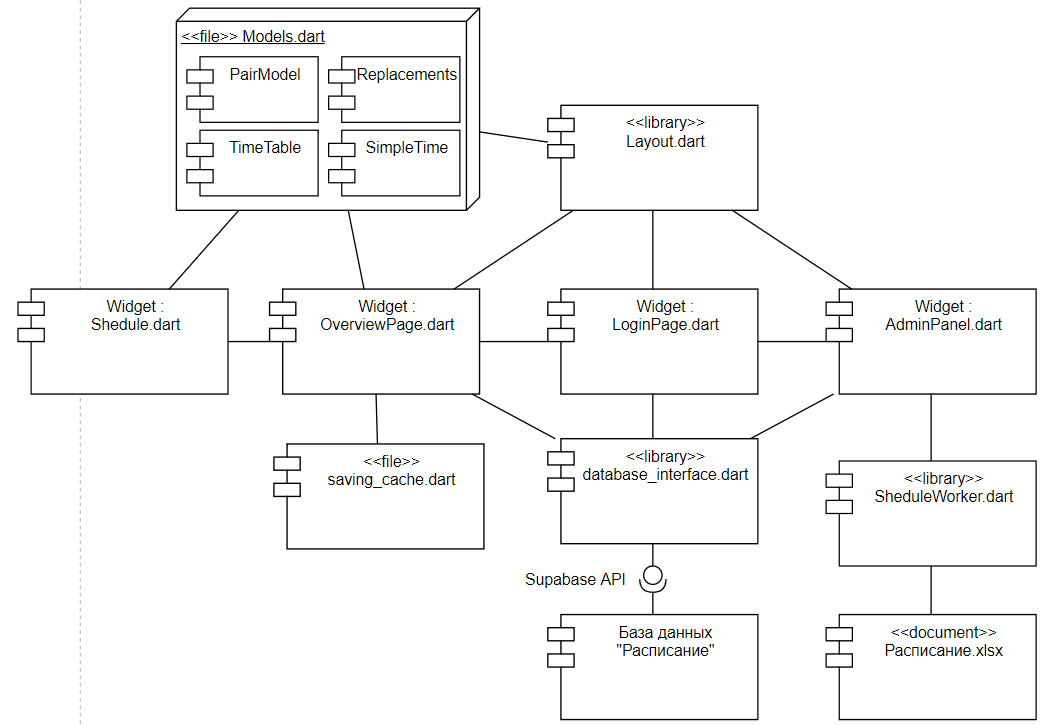 <<file>> Models.dart
PairModel
Replacements
TimeTable
SimpleTime
<<library>>
Layout.dart
Widget :
Shedule.dart
Widget :
OverviewPage.dart
Widget :
LoginPage.dart
Widget :
AdminPanel.dart
<<file>>
saving_cache.dart
<<library>>
database_interface.dart
<<library>>
SheduleWorker.dart
Supabase API
База данных
"Расписание"
<<document>>
Расписание.xlsx